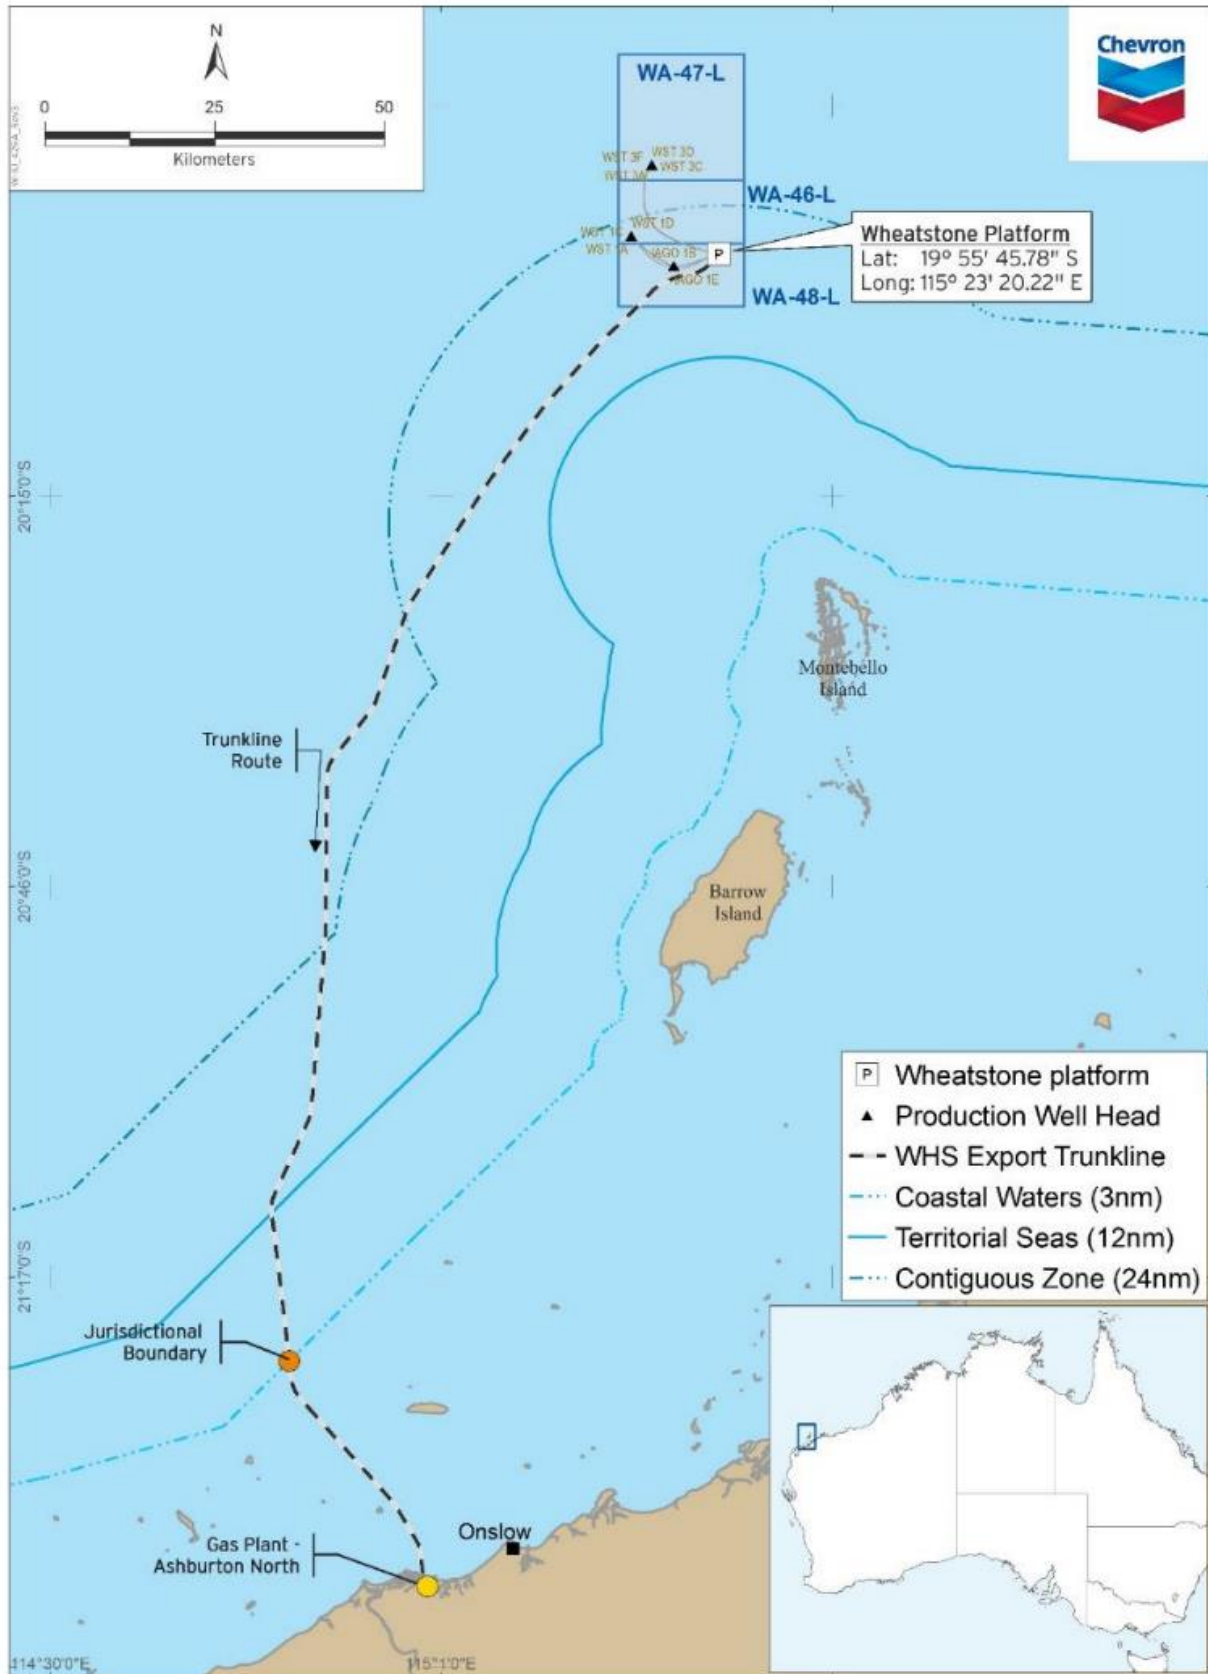 N
0 25 50
Kilometers
Chevron
WA-47-L
WST 3F WST 3D
WST 3C
WA-46-L
WST 1D
WST 1A
IAGO 1B
IAGO 1E
WA-48-L
P
Wheatstone Platform
Lat: 19° 55' 45.78" S
Long: 115° 23' 20.22" E
20°15'0"S
Montebello
Island
Trunkline
Route
20°46'0"S
Barrow
Island
P Wheatstone platform
Production Well Head
WHS Export Trunkline
Coastal Waters (3nm)
Territorial Seas (12nm)
Contiguous Zone (24nm)
21°17'0"S
Jurisdictional
Boundary
Onslow
Gas Plant -
Ashburton North
114°30'0"E
115°1'0"E